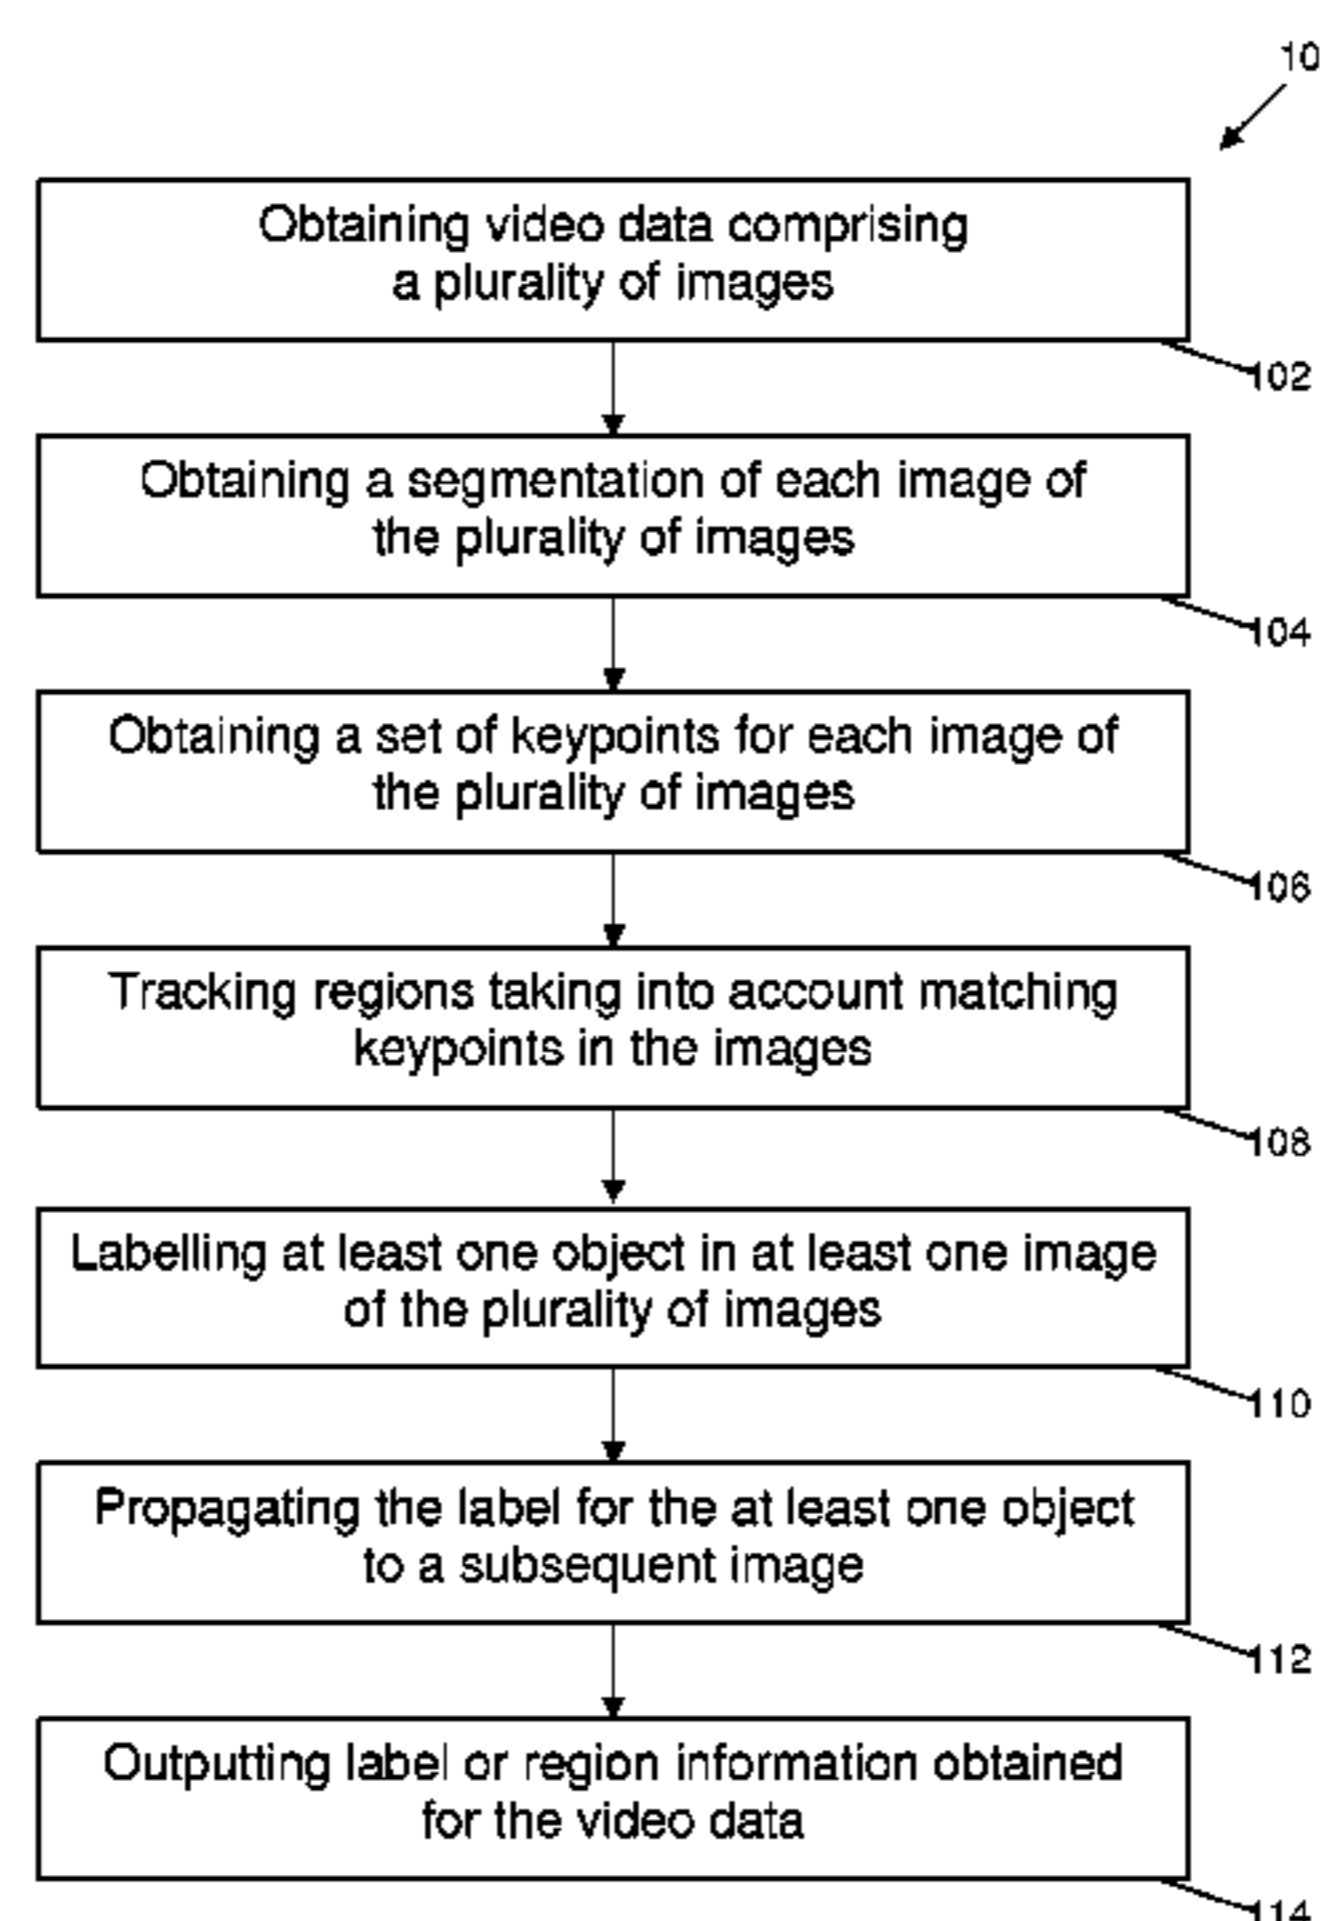 10
Obtaining video data comprising
a plurality of images
102
Obtaining a segmentation of each image of
the plurality of images
104
Obtaining a set of keypoints for each image of
the plurality of images
106
Tracking regions taking into account matching
keypoints in the images
108
Labelling at least one object in at least one image
of the plurality of images
110
Propagating the label for the at least one object
to a subsequent image
112
Outputting label or region information obtained
for the video data
114